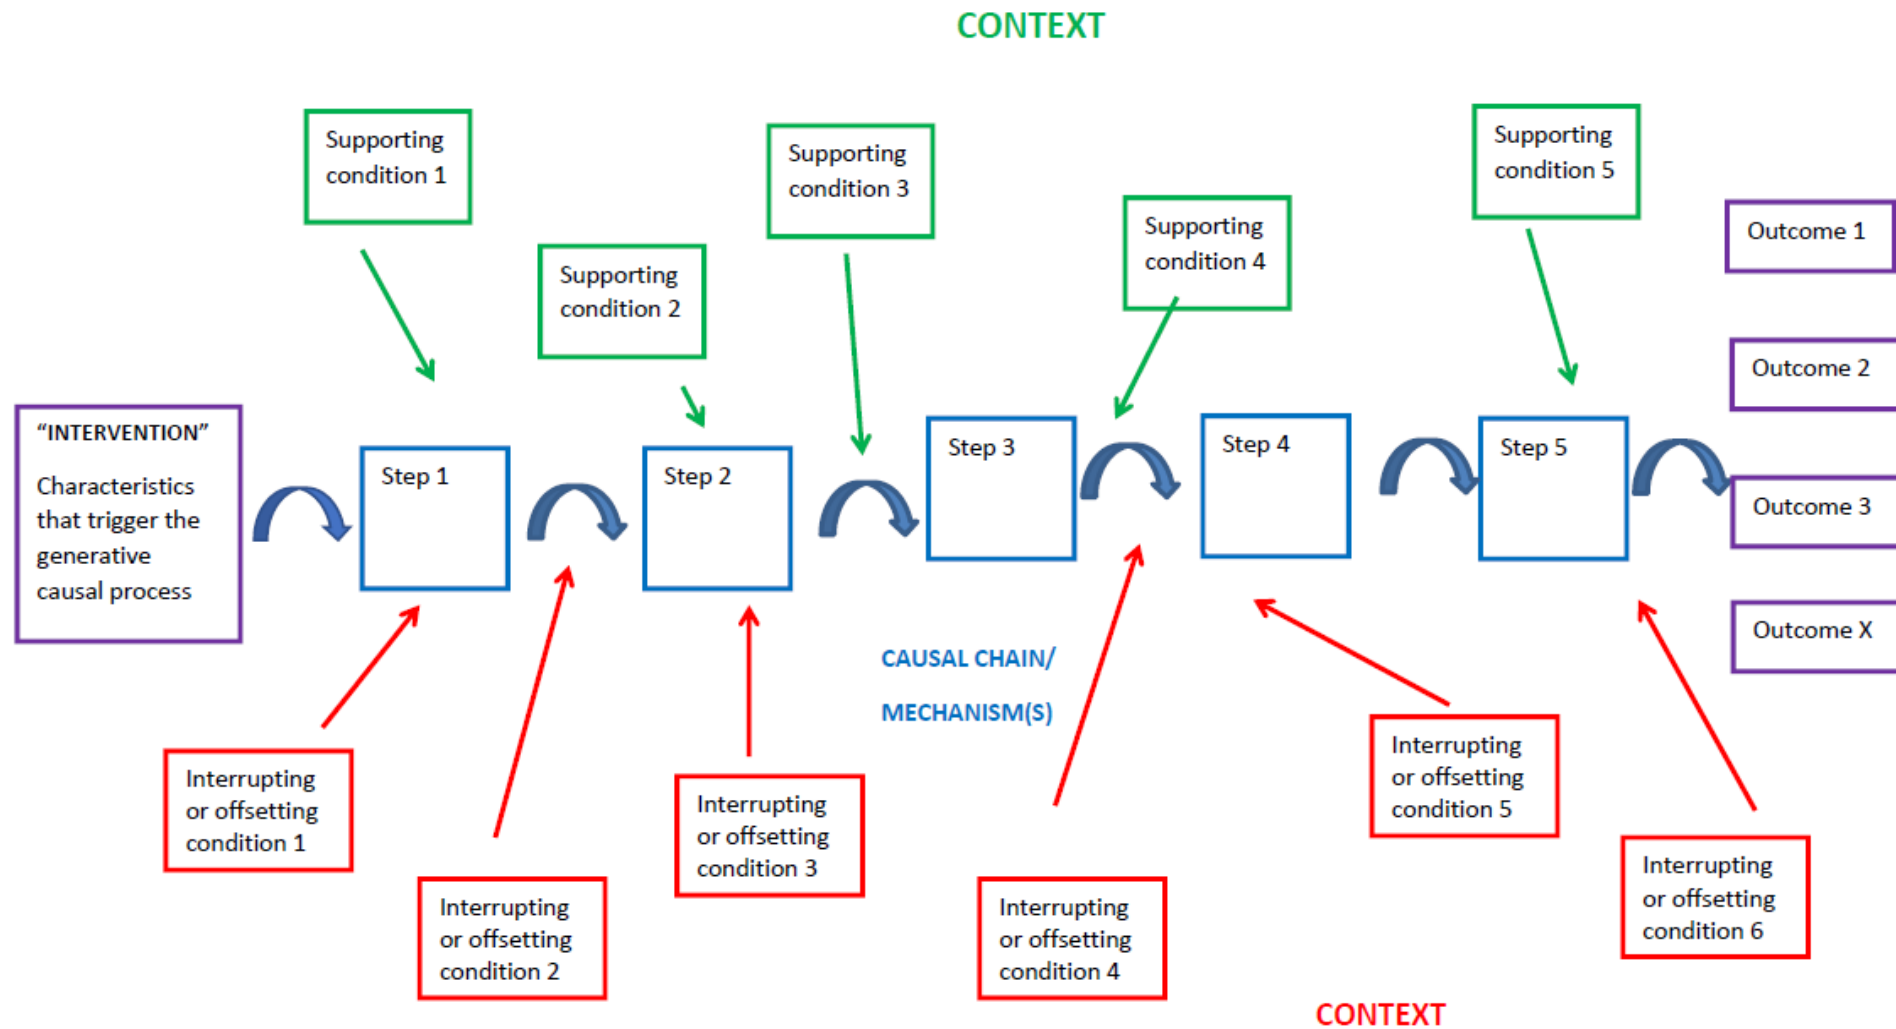 CONTEXT
Supporting
condition 1
Supporting
condition 2
Supporting
condition 3
Supporting
condition 4
Supporting
condition 5
Outcome 1
Outcome 2
Outcome 3
Outcome X
“INTERVENTION”
Characteristics
that trigger the
generative
causal process
Step 1
Step 2
Step 3
Step 4
Step 5
CAUSAL CHAIN/
MECHANISM(S)
Interrupting
or offsetting
condition 1
Interrupting
or offsetting
condition 2
Interrupting
or offsetting
condition 3
Interrupting
or offsetting
condition 4
Interrupting
or offsetting
condition 5
Interrupting
or offsetting
condition 6
CONTEXT